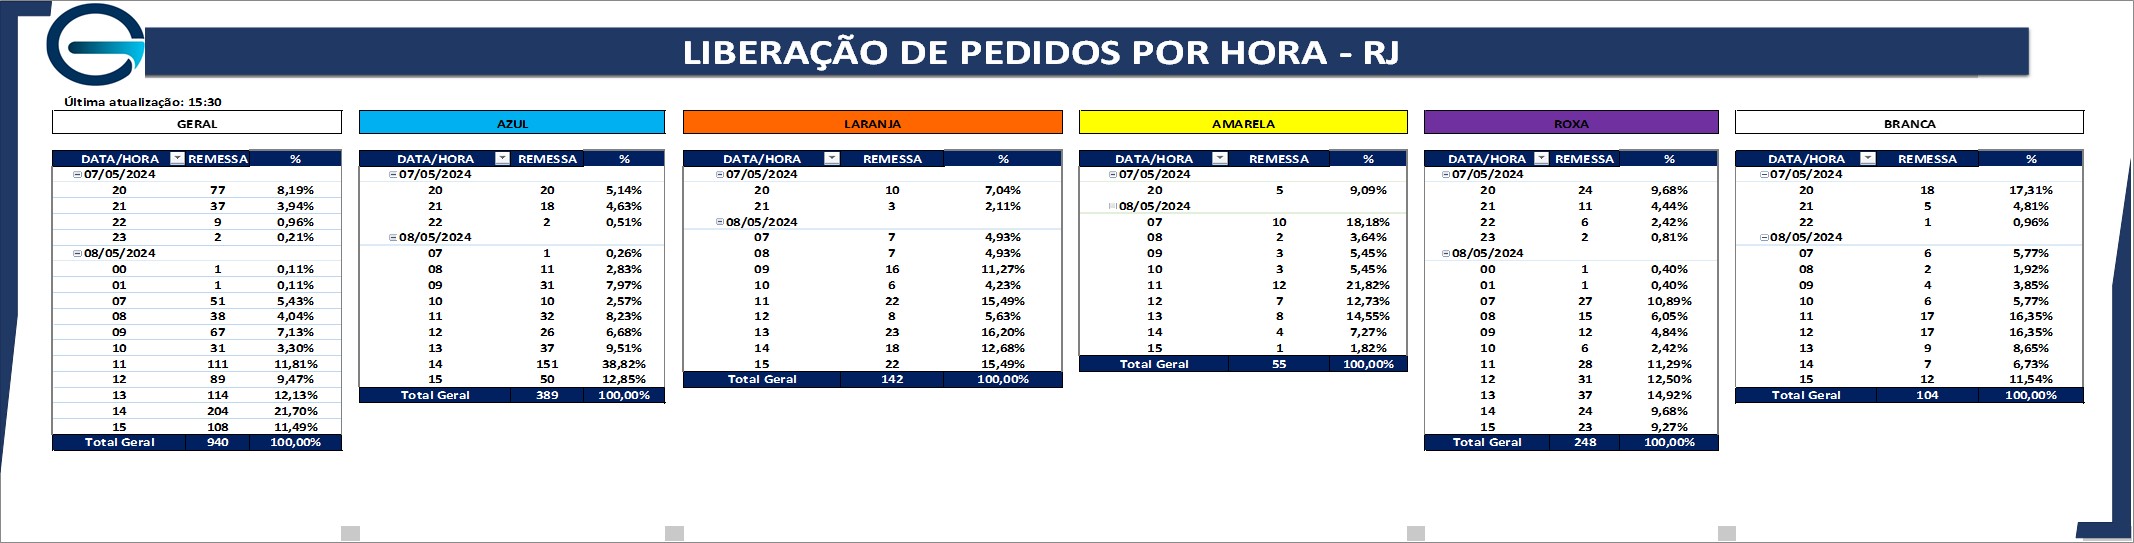 LIBERAÇÃO DE PEDIDOS POR HORA - RJ
Última atualização: 15:30
GERAL
DATA/HORA REMESSA %
07/05/2024
20 77 8,19%
21 37 3,94%
22 9 0,96%
23 2 0,21%
08/05/2024
00 1 0,11%
01 1 0,11%
07 51 5,43%
08 38 4,04%
09 67 7,13%
10 31 3,30%
11 111 11,81%
12 89 9,47%
13 114 12,13%
14 204 21,70%
15 108 11,49%
Total Geral 940 100,00%
AZUL
DATA/HORA REMESSA %
07/05/2024
20 20 5,14%
21 18 4,63%
22 2 0,51%
08/05/2024
07 1 0,26%
08 11 2,83%
09 31 7,97%
10 10 2,57%
11 32 8,23%
12 26 6,68%
13 37 9,51%
14 151 38,82%
15 50 12,85%
Total Geral 389 100,00%
LARANJA
DATA/HORA REMESSA %
07/05/2024
20 10 7,04%
21 3 2,11%
08/05/2024
07 7 4,93%
08 7 4,93%
09 16 11,27%
10 6 4,23%
11 22 15,49%
12 8 5,63%
13 23 16,20%
14 18 12,68%
15 22 15,49%
Total Geral 142 100,00%
AMARELA
DATA/HORA REMESSA %
07/05/2024
20 5 9,09%
08/05/2024
07 10 18,18%
08 2 3,64%
09 3 5,45%
10 3 5,45%
11 12 21,82%
12 7 12,73%
13 8 14,55%
14 4 7,27%
15 1 1,82%
Total Geral 55 100,00%
ROXA
DATA/HORA REMESSA %
07/05/2024
20 24 9,68%
21 11 4,44%
22 6 2,42%
23 2 0,81%
08/05/2024
00 1 0,40%
01 1 0,40%
07 27 10,89%
08 15 6,05%
09 12 4,84%
10 6 2,42%
11 28 11,29%
12 31 12,50%
13 37 14,92%
14 24 9,68%
15 23 9,27%
Total Geral 248 100,00%
BRANCA
DATA/HORA REMESSA %
07/05/2024
20 18 17,31%
21 5 4,81%
22 1 0,96%
08/05/2024
07 6 5,77%
08 2 1,92%
09 4 3,85%
10 6 5,77%
11 17 16,35%
12 17 16,35%
13 9 8,65%
14 7 6,73%
15 12 11,54%
Total Geral 104 100,00%